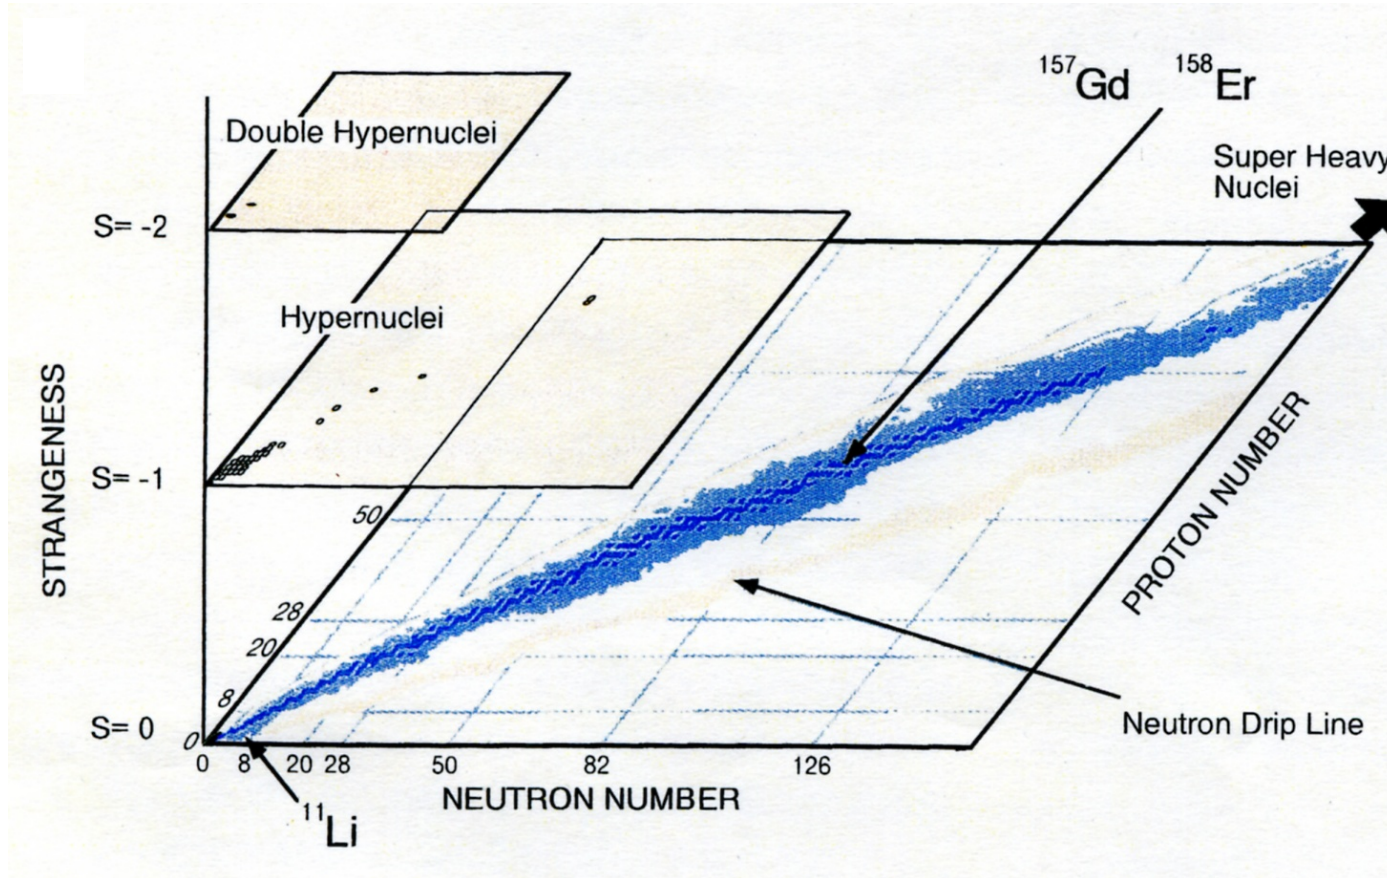 157Gd 158Er
Double Hypernuclei
Super Heavy
Nuclei
S= -2
Hypernuclei
STRANGENESS
S= -1
50
28
20
8
S= 0
0
PROTON NUMBER
Neutron Drip Line
0 8 20 28 50 82 126
NEUTRON NUMBER
11Li